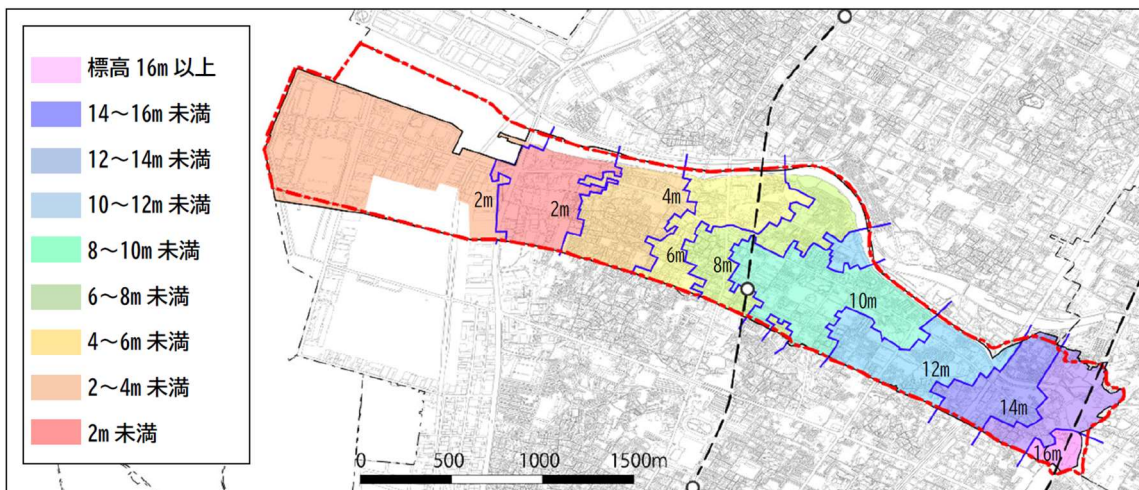 標高 16m 以上
14～16m 未満
12～14m 未満
10～12m 未満
8～10m 未満
6～8m 未満
4～6m 未満
2～4m 未満
2m 未満
2m
2m
4m
6m
8m
10m
12m
14m
16m
0 500 1000 1500m